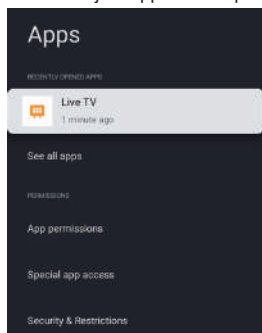 Apps
RECENTLY OPENED APPS
Live TV
1 minute ago
See all apps
PERMISSIONS
App permissions
Special app access
Security & Restrictions